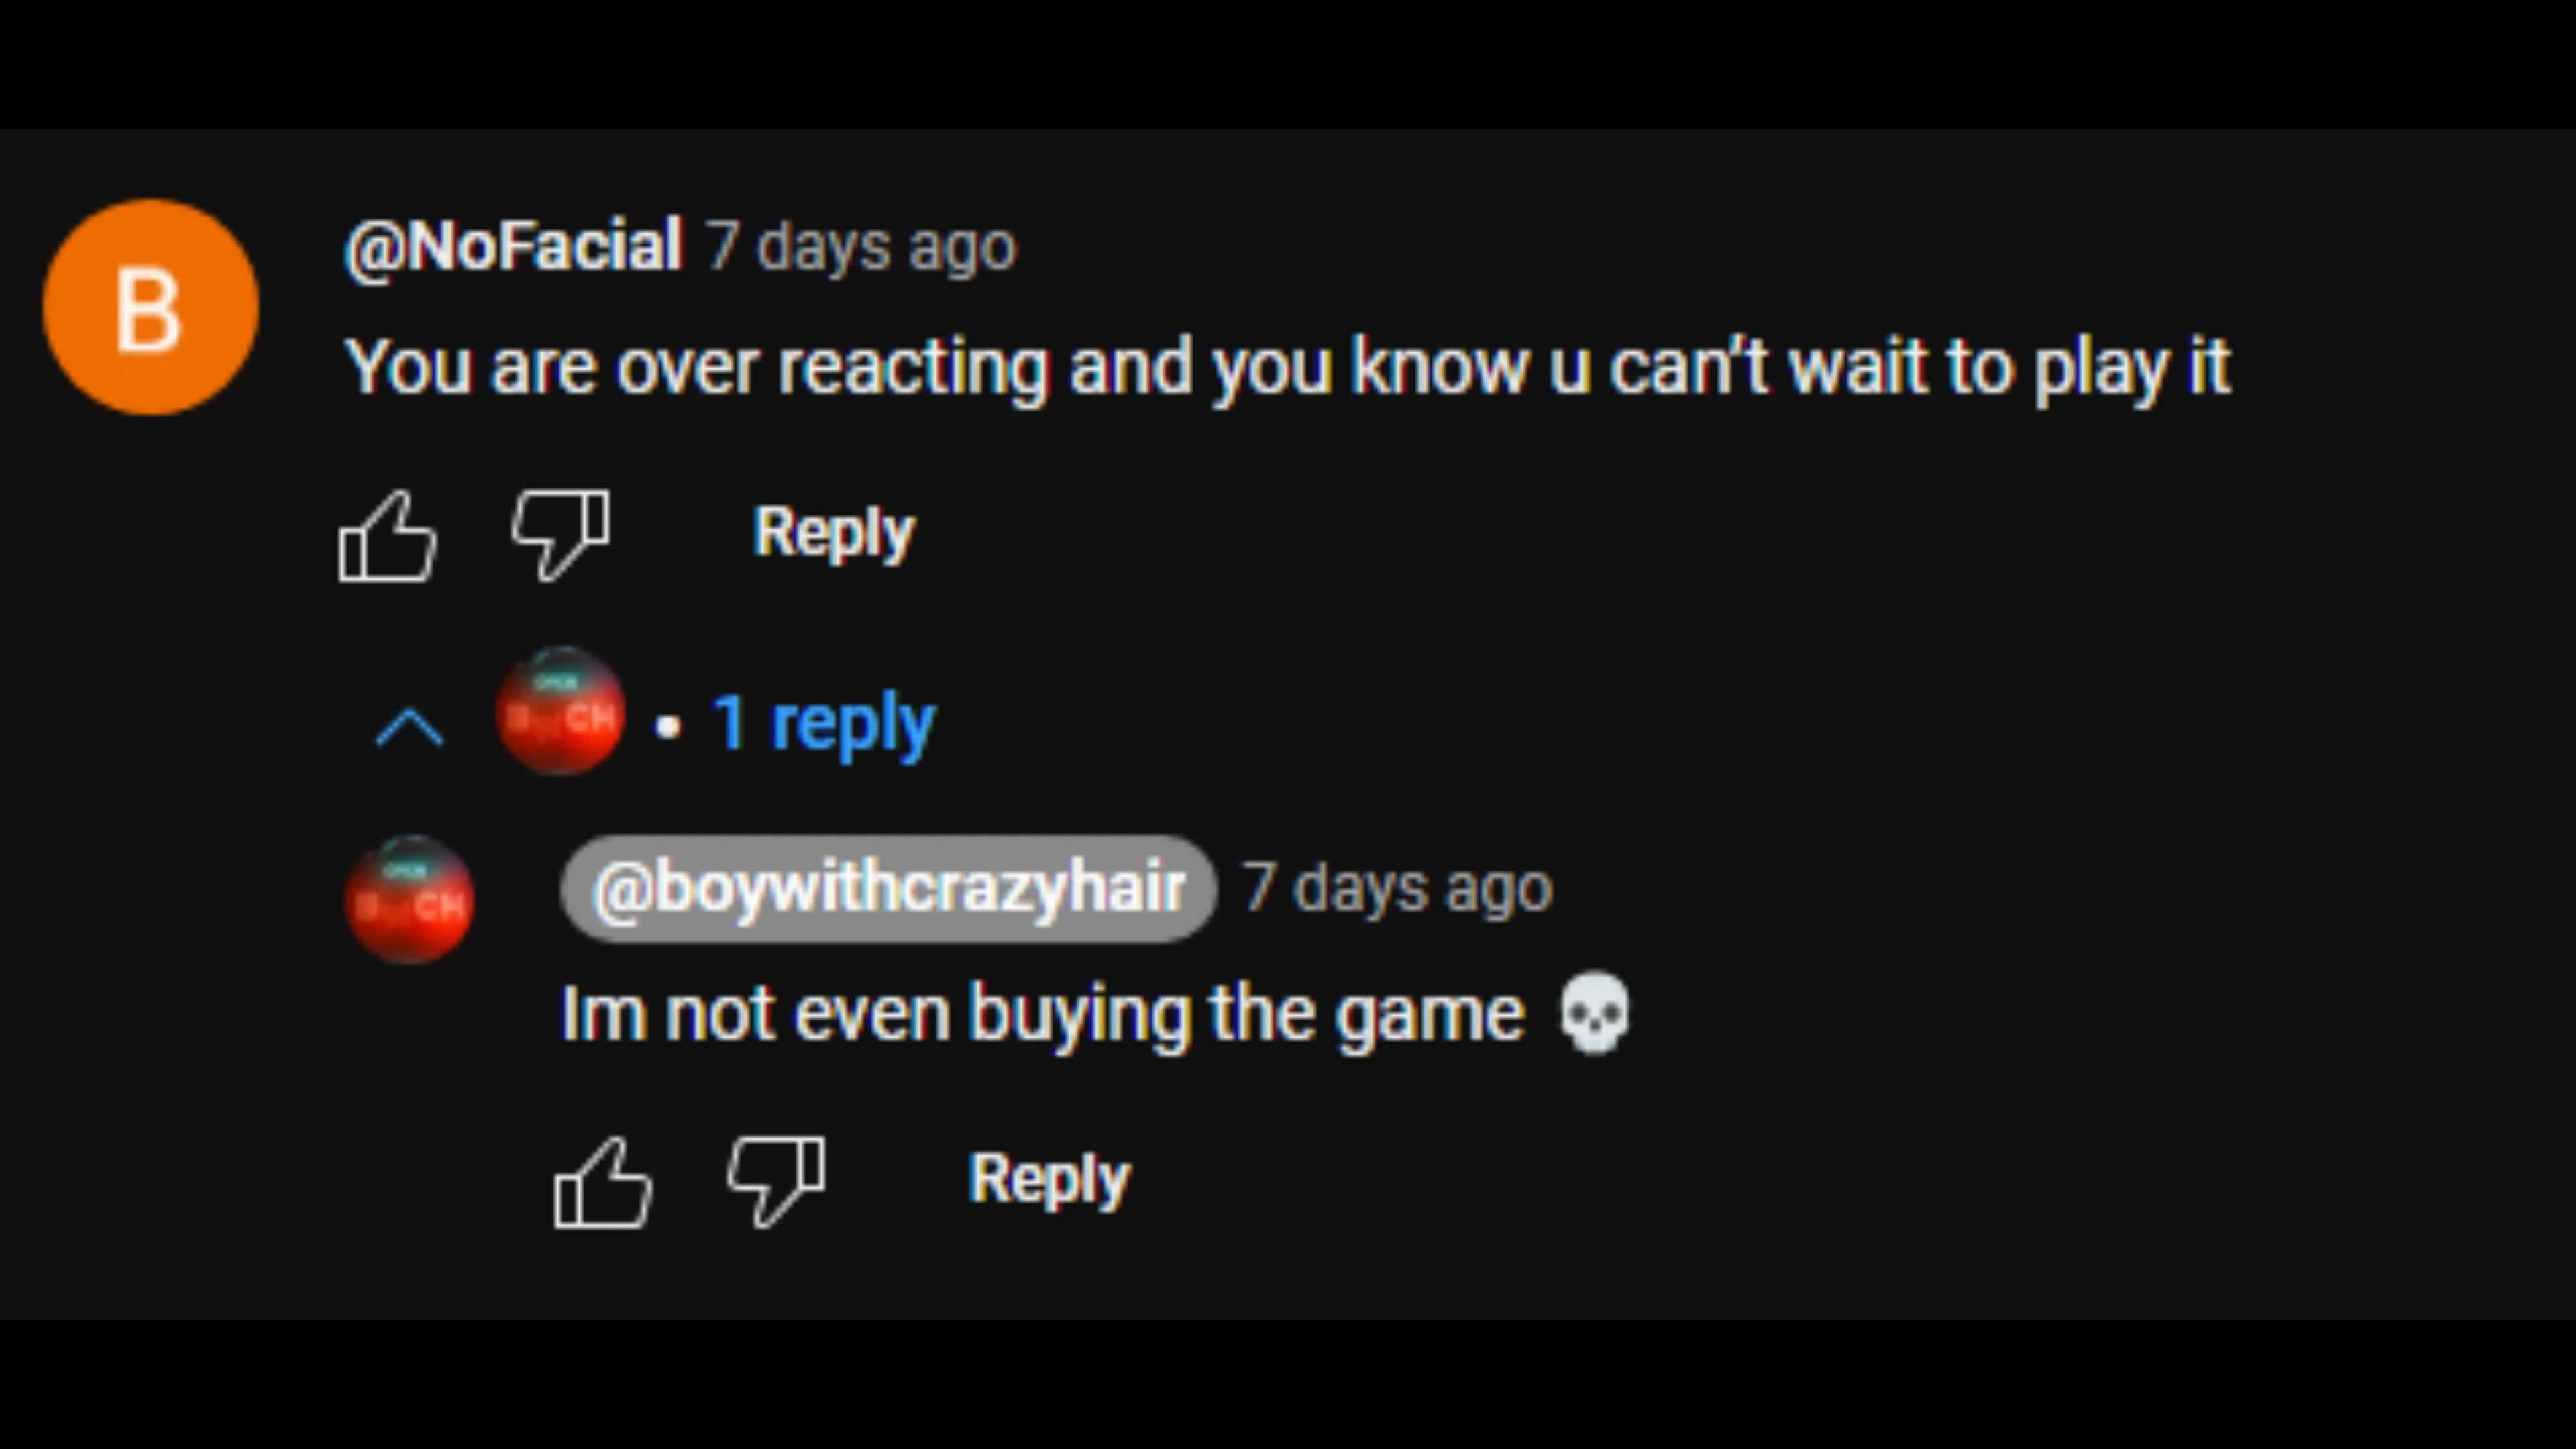 B
@NoFacial 7 days ago
You are over reacting and you know u can't wait to play it
Reply
• 1 reply
@boywithcrazyhair 7 days ago
Im not even buying the game 💀
Reply